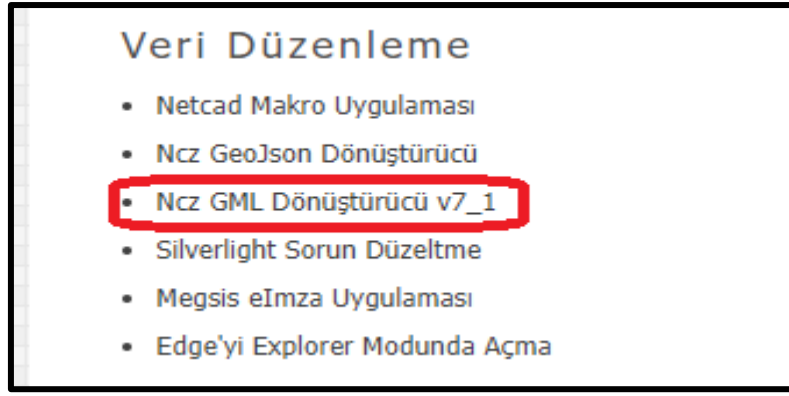 Veri Düzenleme
Netcad Makro Uygulaması
Ncz GeoJson Dönüştürücü
Ncz GML Dönüştürücü v7_1
Silverlight Sorun Düzeltme
Megsis eImza Uygulaması
Edge'yi Explorer Modunda Açma